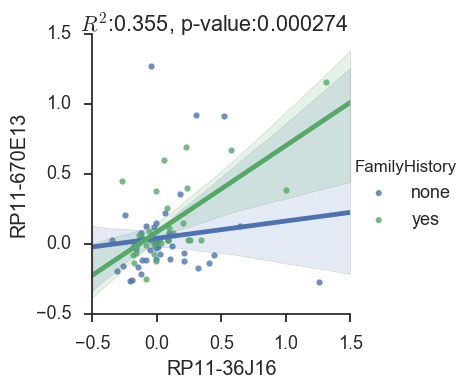 R²:0.355, p-value:0.000274
1.5
1.0
0.5
0.0
−0.5
RP11-670E13
−0.5 0.0 0.5 1.0 1.5
RP11-36J16
FamilyHistory
none
yes